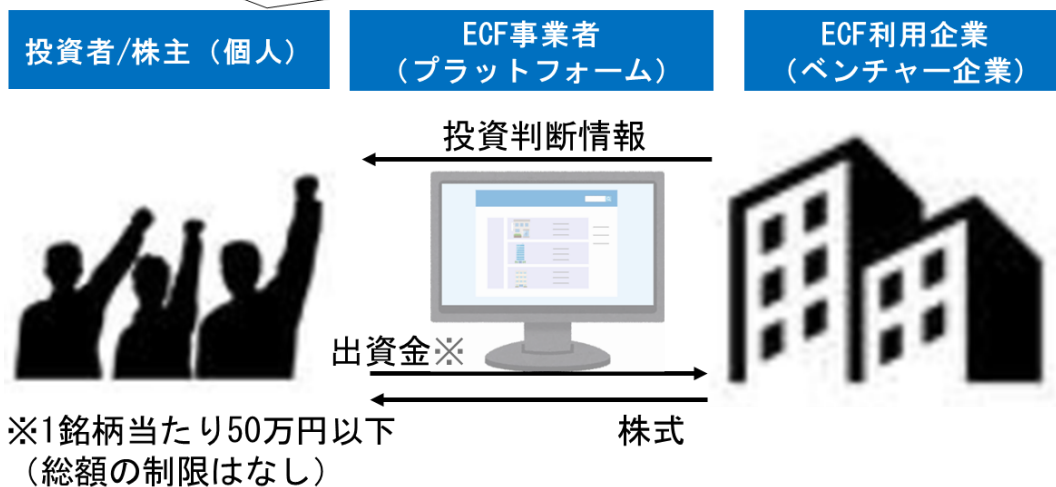 投資者/株主（個人）
ECF事業者
（プラットフォーム）
ECF利用企業
（ベンチャー企業）
投資判断情報
出資金※
株式
※1銘柄当たり50万円以下
（総額の制限はなし）